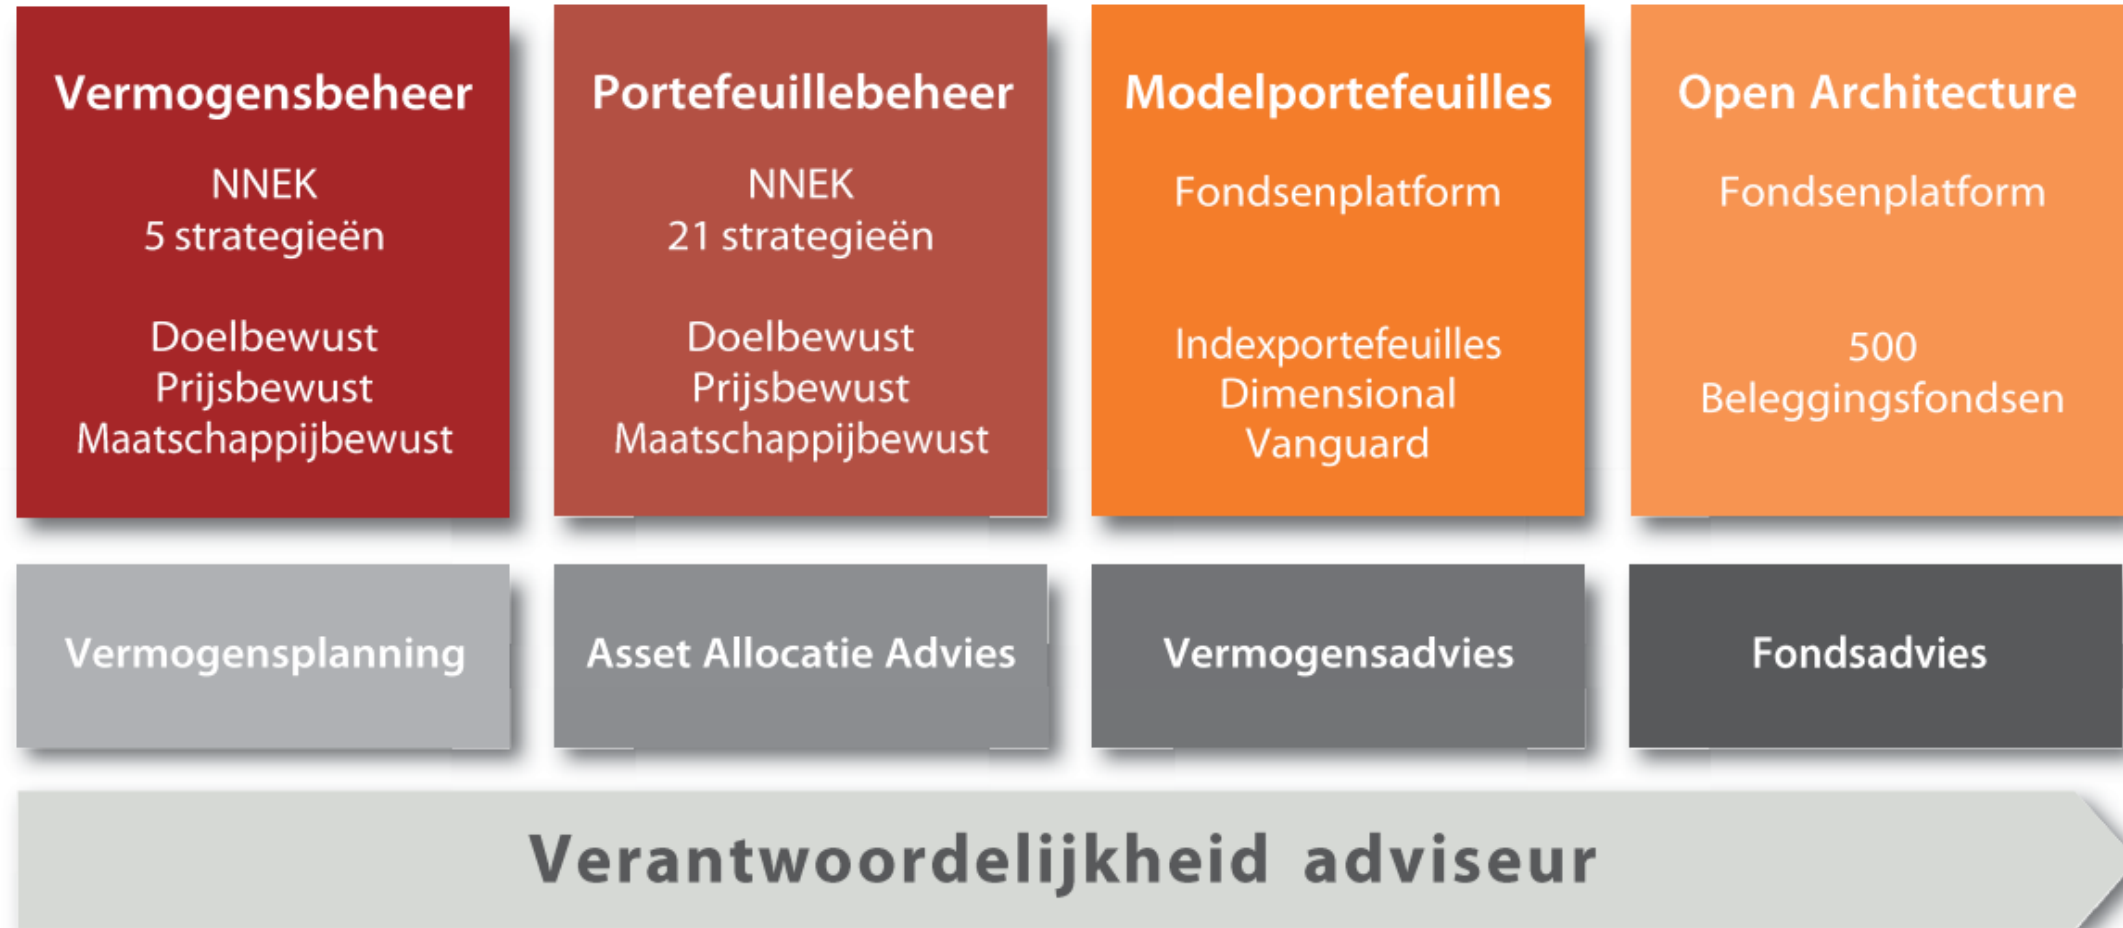 Vermogensbeheer
NNEK
5 strategieën
Doelbewust
Prijsbewust
Maatschappijbewust
Portefeuillebeheer
NNEK
21 strategieën
Doelbewust
Prijsbewust
Maatschappijbewust
Modelportefeuilles
Fondsenplatform
Indexportefeuilles
Dimensional
Vanguard
Open Architecture
Fondsenplatform
500
Beleggingsfondsen
Vermogensplanning
Asset Allocatie Advies
Vermogensadvies
Fondsadvies
Verantwoordelijkheid adviseur